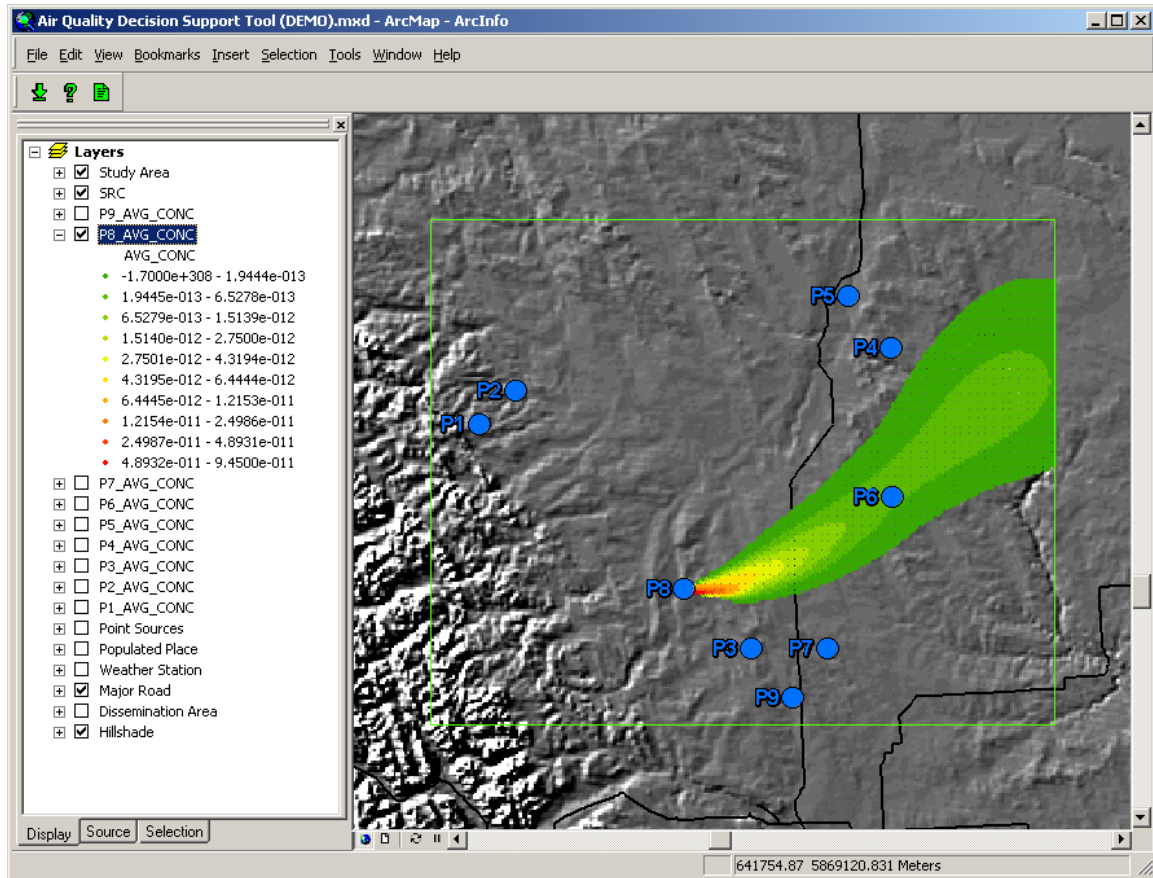 Air Quality Decision Support Tool (DEMO).mxd - ArcMap - ArcInfo
File Edit View Bookmarks Insert Selection Tools Window Help
Layers
Study Area
SRC
P9_AVG_CONC
P8_AVG_CONC
AVG_CONC
-1.7000e+308 - 1.9444e-013
1.9445e-013 - 6.5278e-013
6.5279e-013 - 1.5139e-012
1.5140e-012 - 2.7500e-012
2.7501e-012 - 4.3194e-012
4.3195e-012 - 6.4444e-012
6.4445e-012 - 1.2153e-011
1.2154e-011 - 2.4986e-011
2.4987e-011 - 4.8931e-011
4.8932e-011 - 9.4500e-011
P7_AVG_CONC
P6_AVG_CONC
P5_AVG_CONC
P4_AVG_CONC
P3_AVG_CONC
P2_AVG_CONC
P1_AVG_CONC
Point Sources
Populated Place
Weather Station
Major Road
Dissemination Area
Hillshade
Display Source Selection
P5
P4
P2
P1
P6
P8
P3 P7
P9
641754.87 5869120.831 Meters